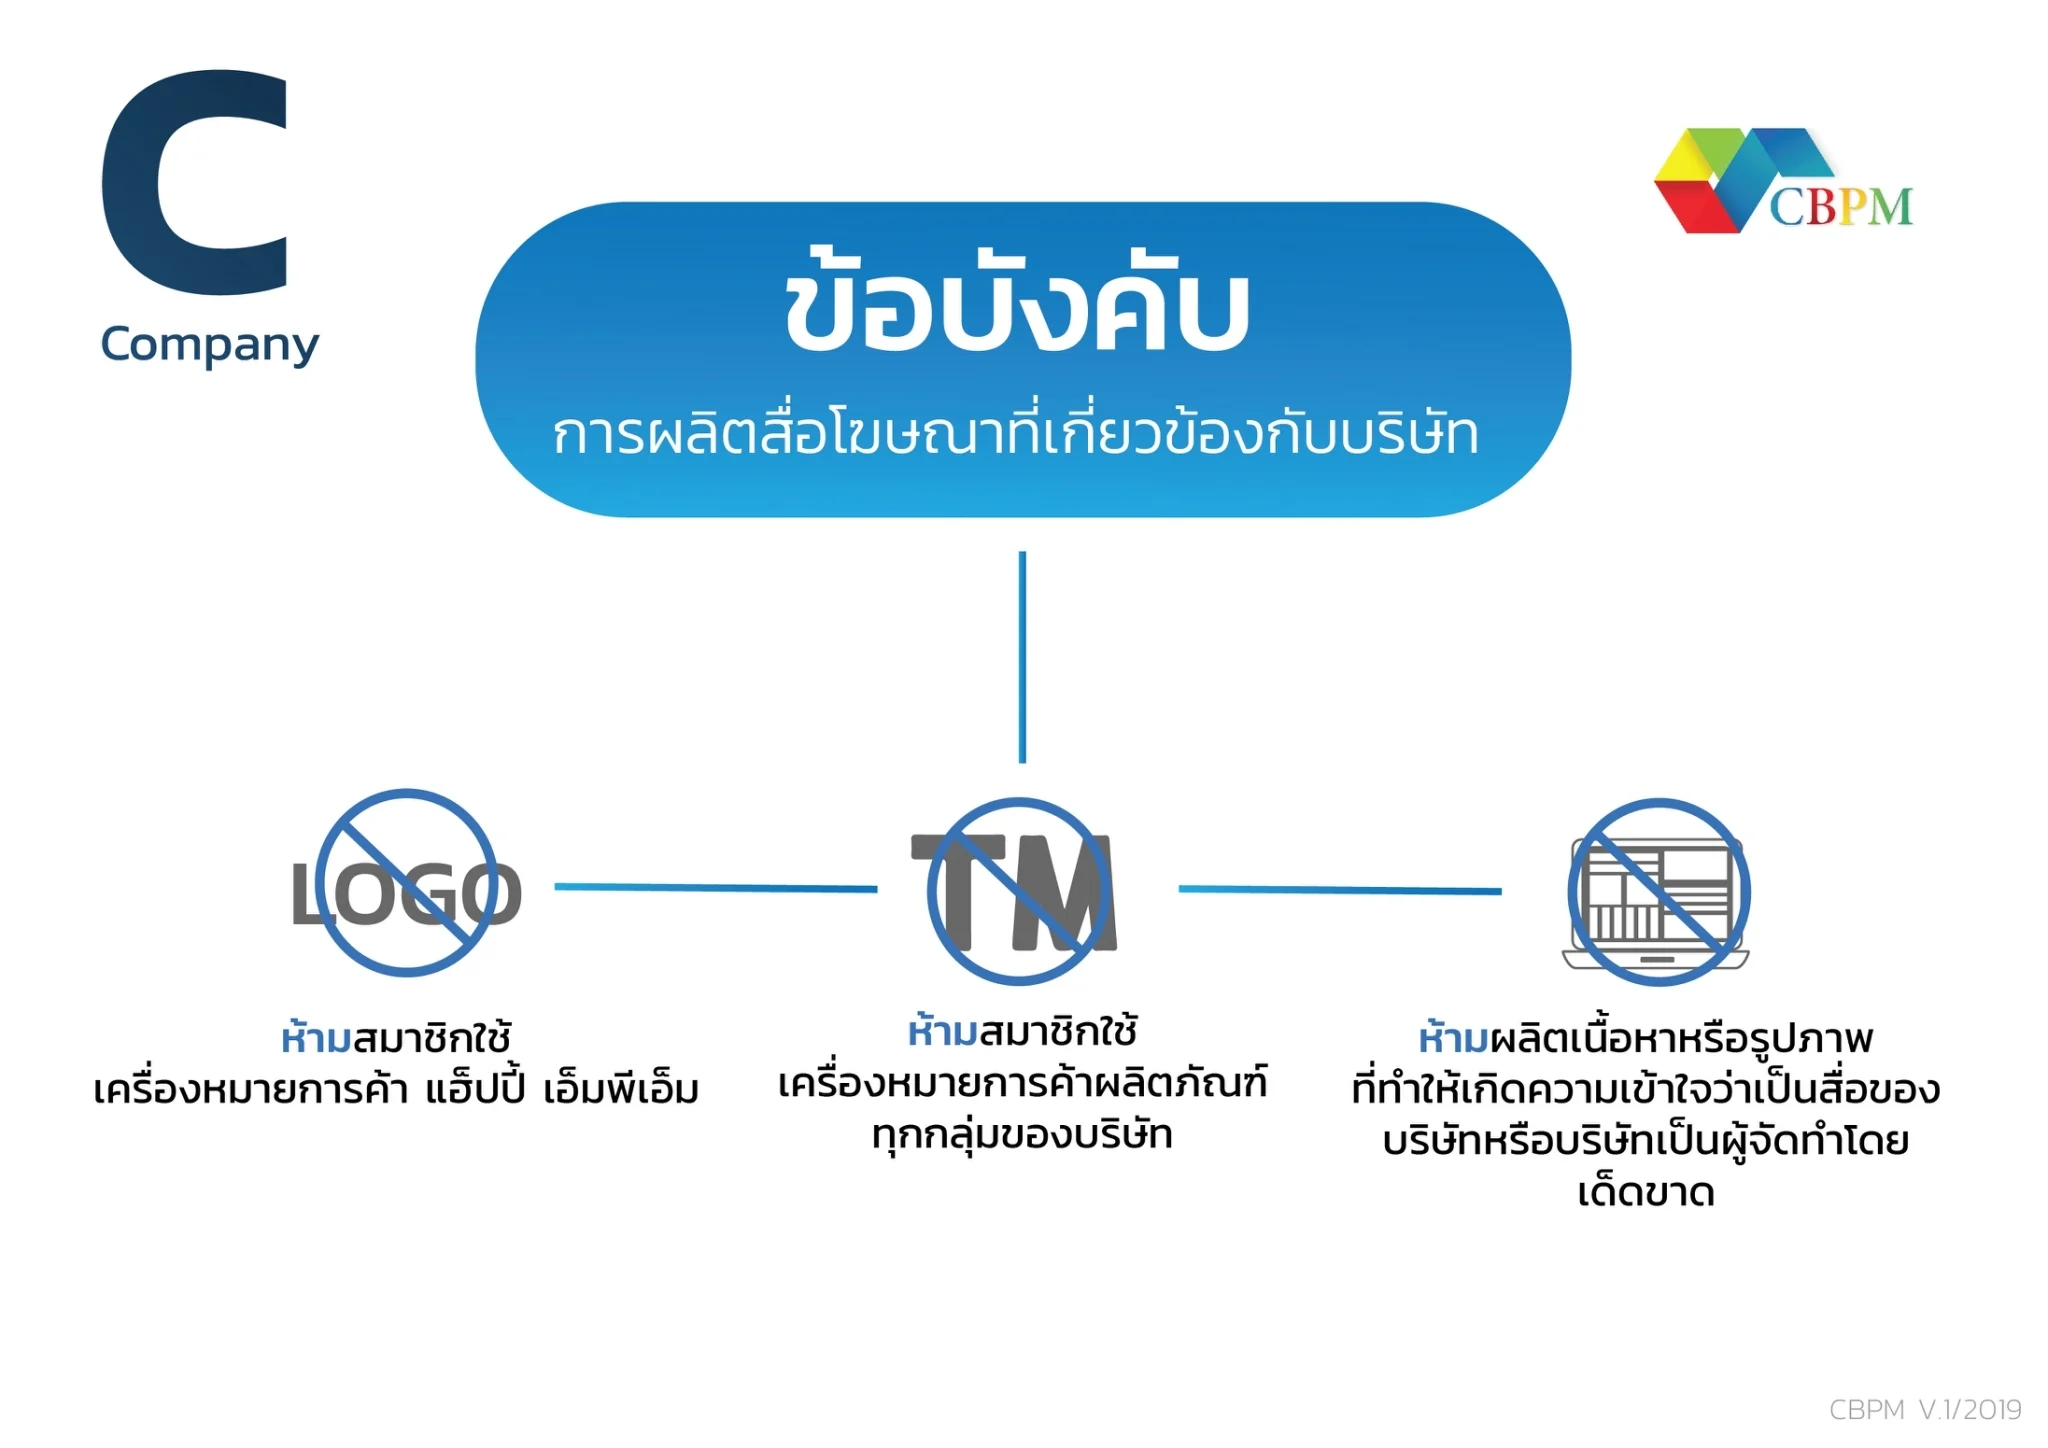 C
Company
CBPM
ข้อบังคับ
การผลิตสื่อโฆษณาที่เกี่ยวข้องกับบริษัท
LOGO
ห้ามสมาชิกใช้
เครื่องหมายการค้า แฮ็ปปี้ เอ็มพีเอ็ม
TM
ห้ามสมาชิกใช้
เครื่องหมายการค้าผลิตภัณฑ์
ทุกกลุ่มของบริษัท
ห้ามผลิตเนื้อหาหรือรูปภาพ
ที่ทำให้เกิดความเข้าใจว่าเป็นสื่อของ
บริษัทหรือบริษัทเป็นผู้จัดทำโดย
เด็ดขาด
CBPM V.1/2019